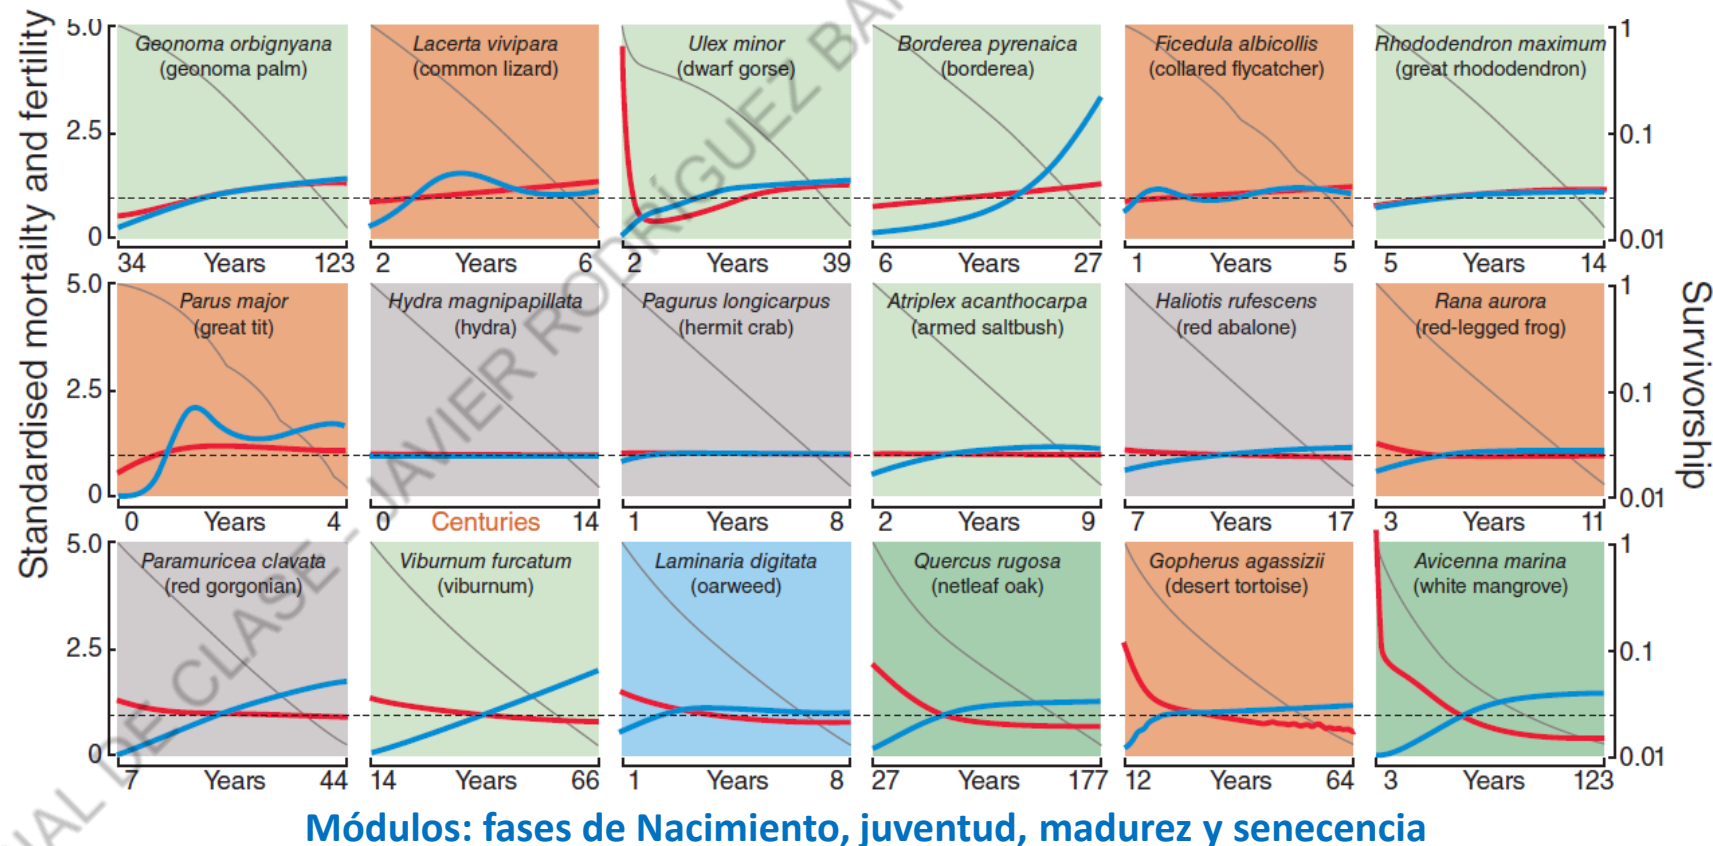 Standardised mortailty and fertility
Survivorship
5.0
2.5
0
Geonoma orbignyana
(geonoma palm)
34 Years 123
Lacerta vivipara
(common lizard)
2 Years 6
Ulex minor
(dwarf gorse)
2 Years 39
Borderea pyrenaica
(borderea)
6 Years 27
Ficedula albicollis
(collared flycatcher)
1 Years 5
Rhododendron maximum
(great rhododendron)
5 Years 14
1
0.1
0.01
5.0
2.5
0
Parus major
(great tit)
0 Years 4
Hydra magnipapillata
(hydra)
0 Centuries 14
Pagurus longicarpus
(hermit crab)
1 Years 8
Atriplex acanthocarpa
(armed saltbush)
2 Years 9
Haliotis rufescens
(red abalone)
7 Years 17
Rana aurora
(red-legged frog)
3 Years 11
1
0.1
0.01
5.0
2.5
0
Paramuricea clavata
(red gorgonian)
7 Years 44
Viburnum furcatum
(viburnum)
14 Years 66
Laminaria digitata
(oarweed)
1 Years 8
Quercus rugosa
(netleaf oak)
27 Years 177
Gopherus agassizii
(desert tortoise)
12 Years 64
Avicenna marina
(white mangrove)
3 Years 123
1
0.1
0.01
Módulos: fases de Nacimiento, juventud, madurez y senecencia
DE CLASE - JAVIER RODRÍGUEZ